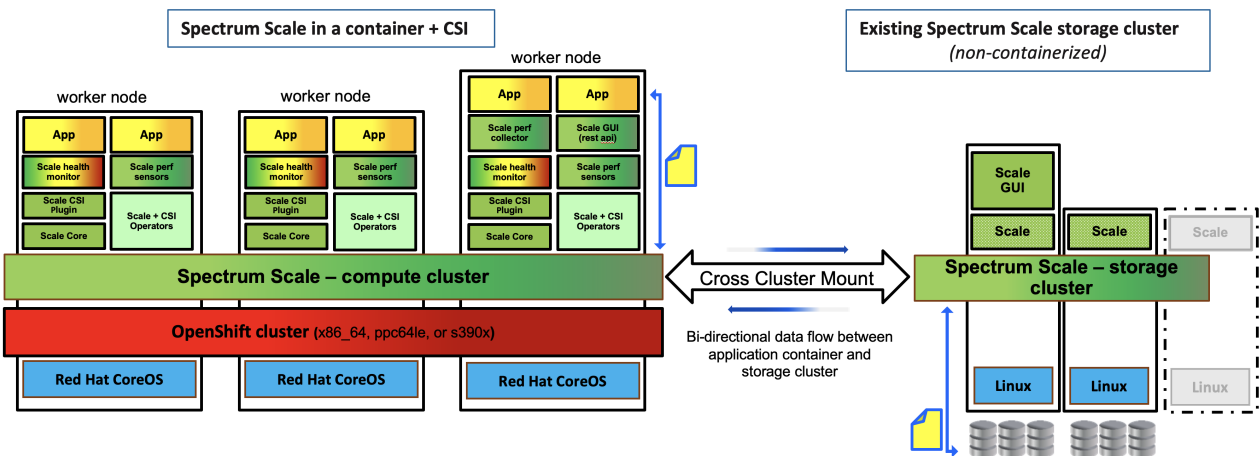 Spectrum Scale in a container + CSI
Existing Spectrum Scale storage cluster
(non-containerized)
worker node
App
App
Scale health
monitor
Scale perf
sensors
Scale CSI
Plugin
Scale Core
Scale + CSI
Operators
worker node
App
App
Scale health
monitor
Scale perf
sensors
Scale CSI
Plugin
Scale Core
Scale + CSI
Operators
worker node
App
App
Scale perf
collector
Scale GUI
(rest api)
Scale health
monitor
Scale perf
sensors
Scale CSI
Plugin
Scale Core
Scale + CSI
Operators
Spectrum Scale – compute cluster
OpenShift cluster (x86_64, ppc64le, or s390x)
Red Hat CoreOS
Red Hat CoreOS
Red Hat CoreOS
Cross Cluster Mount
Bi-directional data flow between
application container and
storage cluster
Scale
GUI
Scale
Scale
Scale
Spectrum Scale – storage
cluster
Linux
Linux
Linux